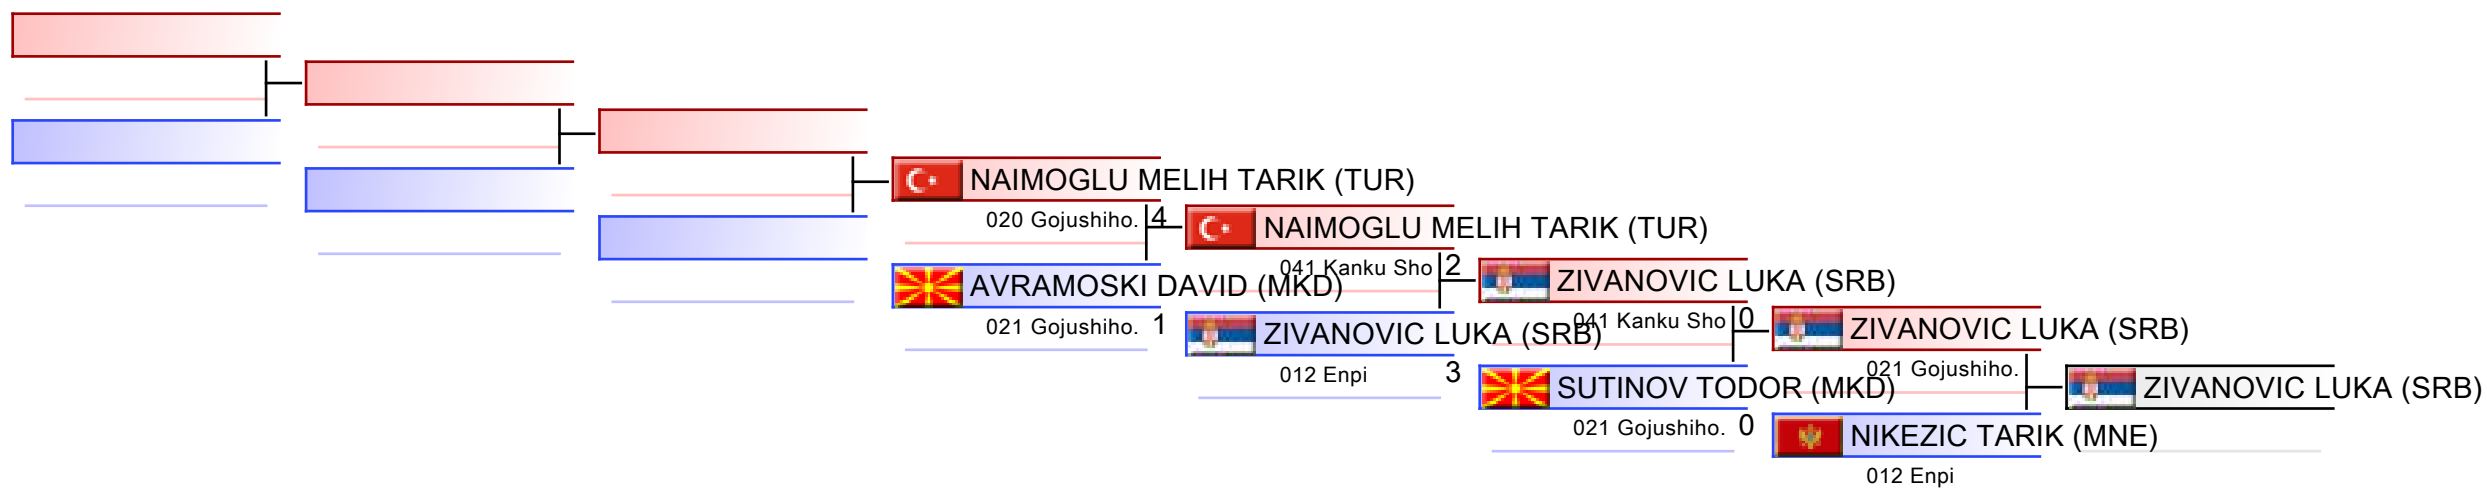 NAIMOGLU MELIH TARIK (TUR)
020 Gojushiho. 4
AVRAMOSKI DAVID (MKD)
021 Gojushiho. 1
NAIMOGLU MELIH TARIK (TUR)
041 Kanku Sho 2
ZIVANOVIC LUKA (SRB)
012 Enpi 3
ZIVANOVIC LUKA (SRB)
041 Kanku Sho 0
SUTINOV TODOR (MKD)
021 Gojushiho. 0
ZIVANOVIC LUKA (SRB)
021 Gojushiho.
NIKEZIC TARIK (MNE)
012 Enpi
ZIVANOVIC LUKA (SRB)